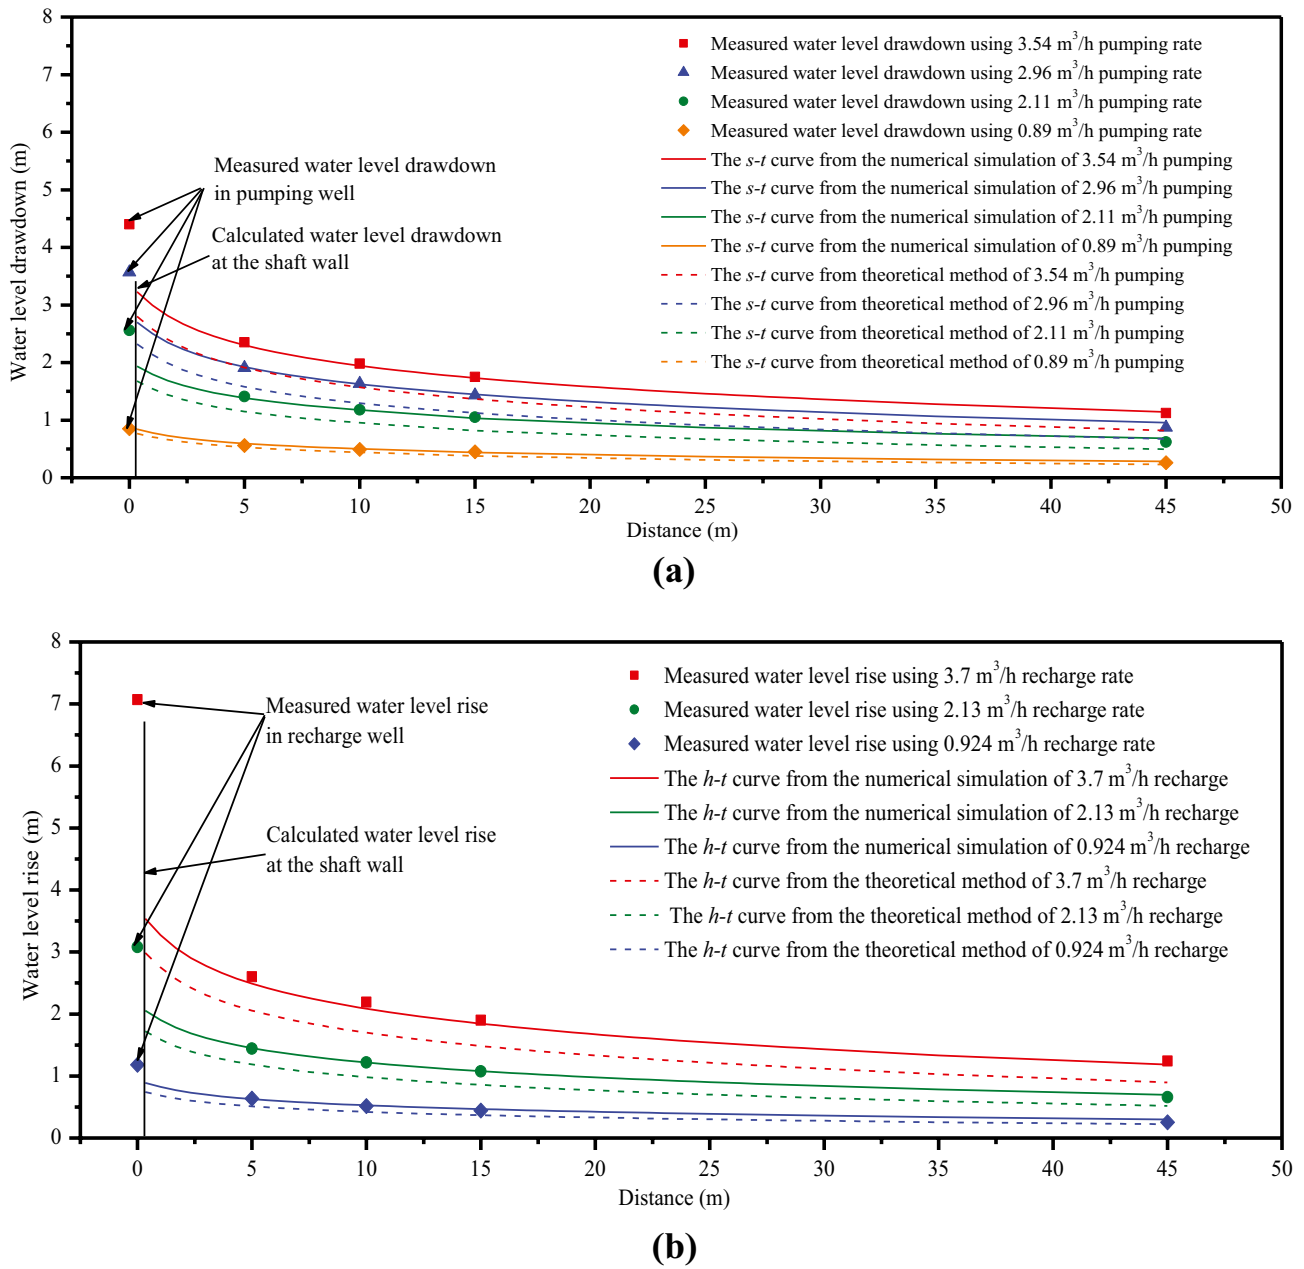 8
7
6
5
4
3
2
1
0
Water level drawdown (m)
Measured water level drawdown using 3.54 m³/h pumping rate
Measured water level drawdown using 2.96 m³/h pumping rate
Measured water level drawdown using 2.11 m³/h pumping rate
Measured water level drawdown using 0.89 m³/h pumping rate
The s-t curve from the numerical simulation of 3.54 m³/h pumping
The s-t curve from the numerical simulation of 2.96 m³/h pumping
The s-t curve from the numerical simulation of 2.11 m³/h pumping
The s-t curve from the numerical simulation of 0.89 m³/h pumping
The s-t curve from theoretical method of 3.54 m³/h pumping
The s-t curve from theoretical method of 2.96 m³/h pumping
The s-t curve from theoretical method of 2.11 m³/h pumping
The s-t curve from theoretical method of 0.89 m³/h pumping
Measured water level drawdown
in pumping well
Calculated water level drawdown
at the shaft wall
0 5 10 15 20 25 30 35 40 45 50
Distance (m)
(a)
8
7
6
5
4
3
2
1
0
Water level rise (m)
Measured water level rise using 3.7 m³/h recharge rate
Measured water level rise using 2.13 m³/h recharge rate
Measured water level rise using 0.924 m³/h recharge rate
The h-t curve from the numerical simulation of 3.7 m³/h recharge
The h-t curve from the numerical simulation of 2.13 m³/h recharge
The h-t curve from the numerical simulation of 0.924 m³/h recharge
The h-t curve from the theoretical method of 3.7 m³/h recharge
The h-t curve from the theoretical method of 2.13 m³/h recharge
The h-t curve from the theoretical method of 0.924 m³/h recharge
Measured water level rise
in recharge well
Calculated water level rise
at the shaft wall
0 5 10 15 20 25 30 35 40 45 50
Distance (m)
(b)